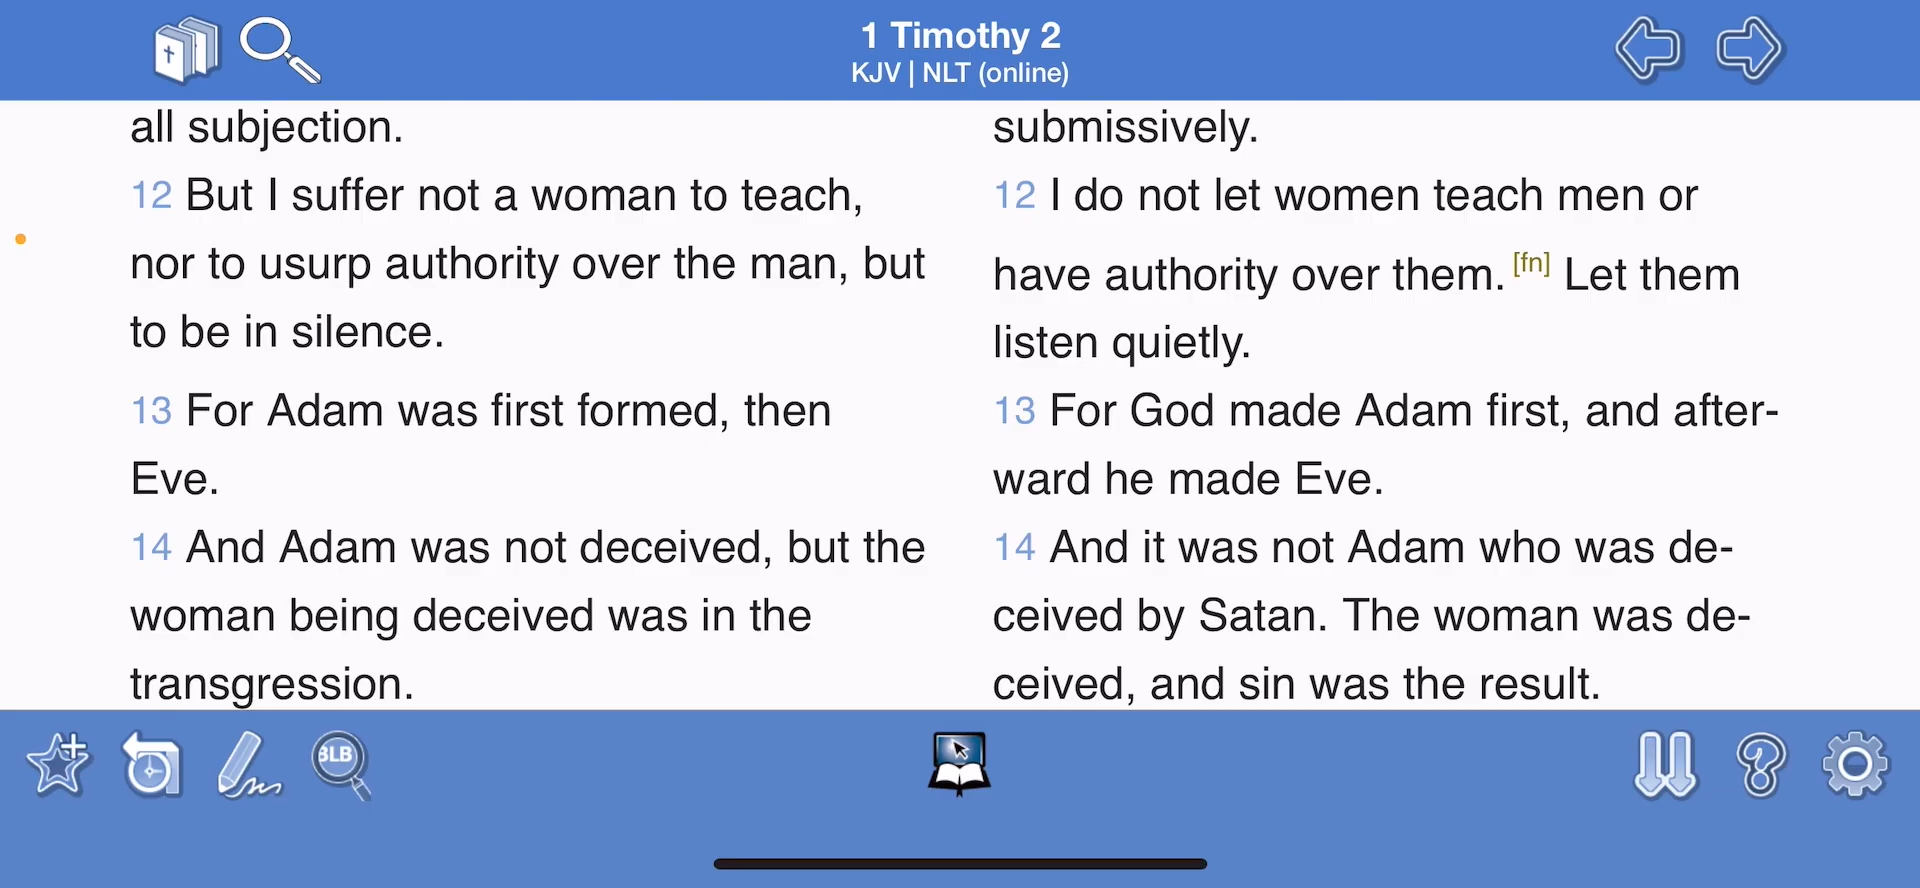 1 Timothy 2
KJV | NLT (online)
all subjection.
12 But I suffer not a woman to teach,
nor to usurp authority over the man, but
to be in silence.
13 For Adam was first formed, then
Eve.
14 And Adam was not deceived, but the
woman being deceived was in the
transgression.
submissively.
12 I do not let women teach men or
have authority over them. [fn] Let them
listen quietly.
13 For God made Adam first, and after-
ward he made Eve.
14 And it was not Adam who was de-
ceived by Satan. The woman was de-
ceived, and sin was the result.
BLB